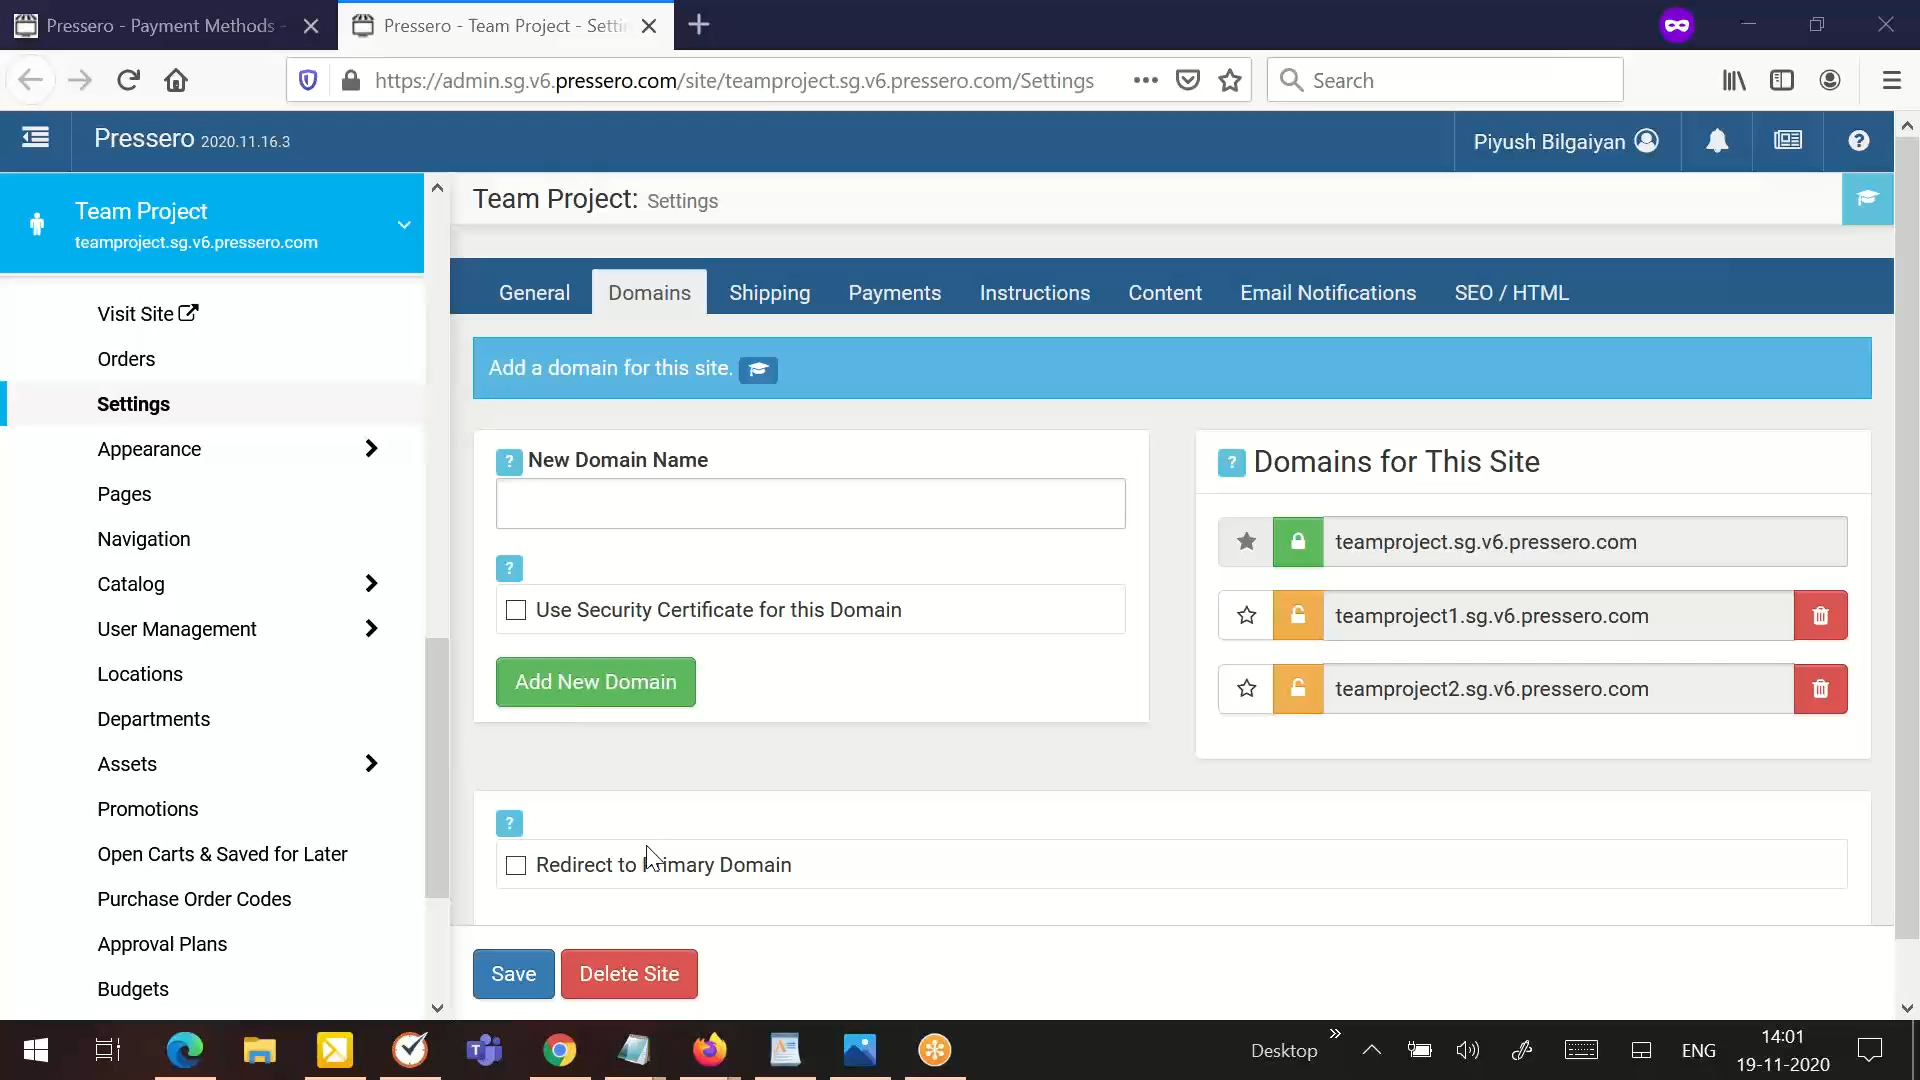 Pressero - Payment Methods -
Pressero - Team Project - Settin
https://admin.sg.v6.pressero.com/site/teamproject.sg.v6.pressero.com/Settings
Search
Pressero 2020.11.16.3
Piyush Bilgaiyan
Team Project
teamproject.sg.v6.pressero.com
Team Project: Settings
Visit Site
Orders
Settings
Appearance
Pages
Navigation
Catalog
User Management
Locations
Departments
Assets
Promotions
Open Carts & Saved for Later
Purchase Order Codes
Approval Plans
Budgets
General
Domains
Shipping
Payments
Instructions
Content
Email Notifications
SEO / HTML
Add a domain for this site.
? New Domain Name
?
Use Security Certificate for this Domain
Add New Domain
? Domains for This Site
teamproject.sg.v6.pressero.com
teamproject1.sg.v6.pressero.com
teamproject2.sg.v6.pressero.com
?
Redirect to Primary Domain
Save
Delete Site
Desktop
ENG
14:01
19-11-2020